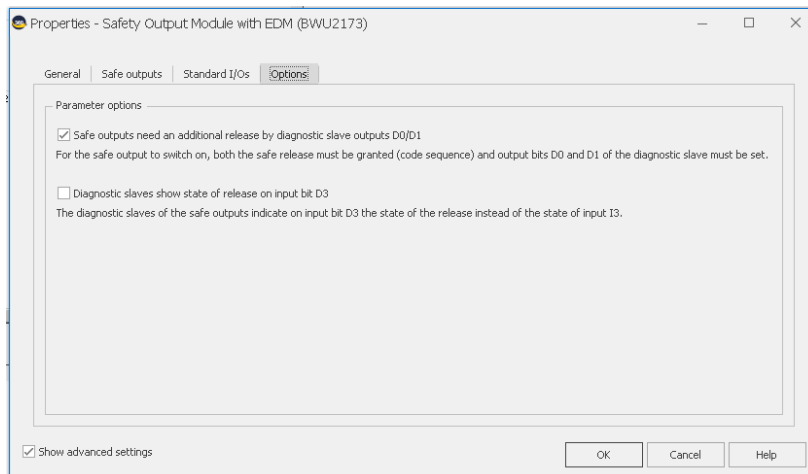 Properties - Safety Output Module with EDM (BWU2173)
General
Safe outputs
Standard I/Os
Options
Parameter options
Safe outputs need an additional release by diagnostic slave outputs D0/D1
For the safe output to switch on, both the safe release must be granted (code sequence) and output bits D0 and D1 of the diagnostic slave must be set.
Diagnostic slaves show state of release on input bit D3
The diagnostic slaves of the safe outputs indicate on input bit D3 the state of the release instead of the state of input I3.
Show advanced settings
OK
Cancel
Help